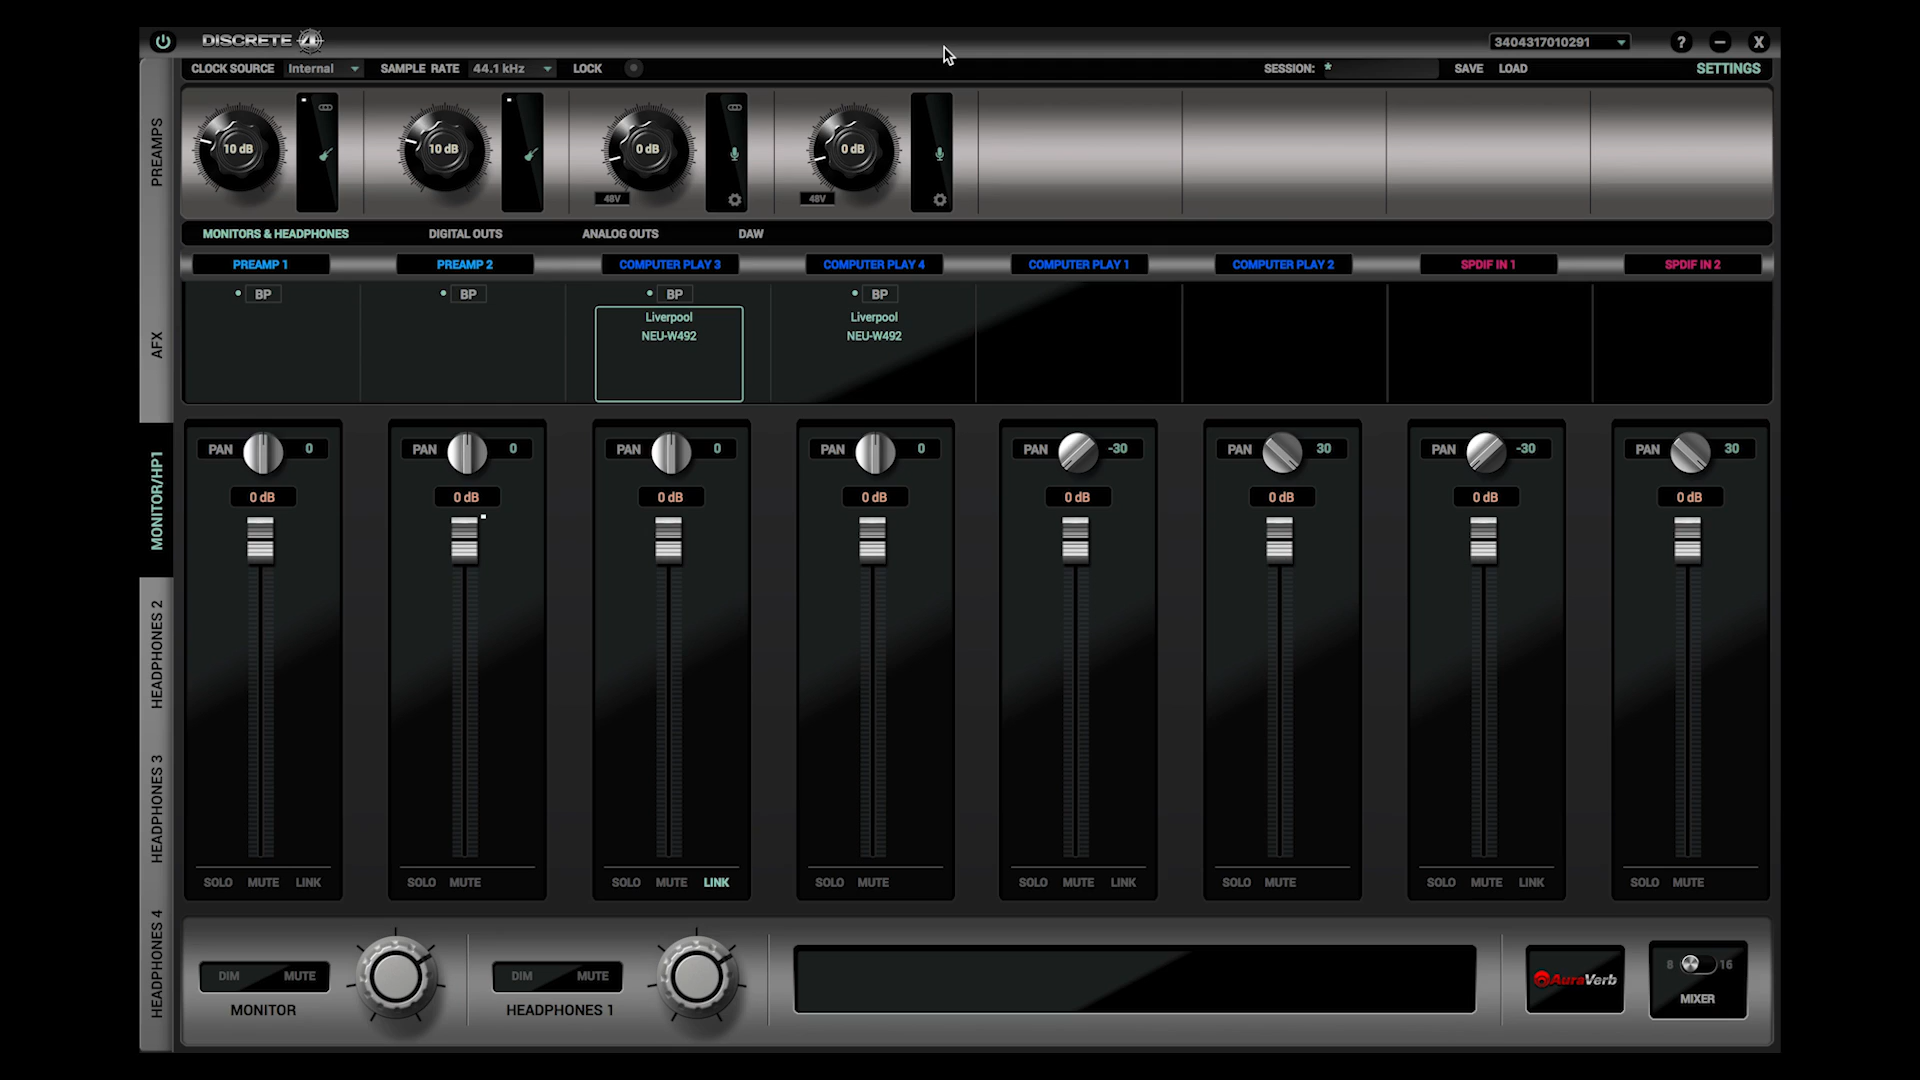 DISCRETE 4 3404317010291 ? – X
CLOCK SOURCE Internal SAMPLE RATE 44.1 kHz LOCK SESSION: * SAVE LOAD SETTINGS
PREAMPS
10 dB 10 dB 0 dB 0 dB
48V 48V
MONITORS & HEADPHONES DIGITAL OUTS ANALOG OUTS DAW
PREAMP 1 PREAMP 2 COMPUTER PLAY 3 COMPUTER PLAY 4 COMPUTER PLAY 1 COMPUTER PLAY 2 SPDIF IN 1 SPDIF IN 2
AFX
BP BP BP BP
Liverpool Liverpool
NEU-W492 NEU-W492
MONITOR/HP1
PAN 0 PAN 0 PAN 0 PAN 0 PAN -30 PAN 30 PAN -30 PAN 30
0 dB 0 dB 0 dB 0 dB 0 dB 0 dB 0 dB 0 dB
HEADPHONES 2
HEADPHONES 3
SOLO MUTE LINK SOLO MUTE SOLO MUTE LINK SOLO MUTE SOLO MUTE LINK SOLO MUTE SOLO MUTE LINK SOLO MUTE
HEADPHONES 4
DIM MUTE DIM MUTE AuraVerb 8 16
MONITOR HEADPHONES 1 MIXER